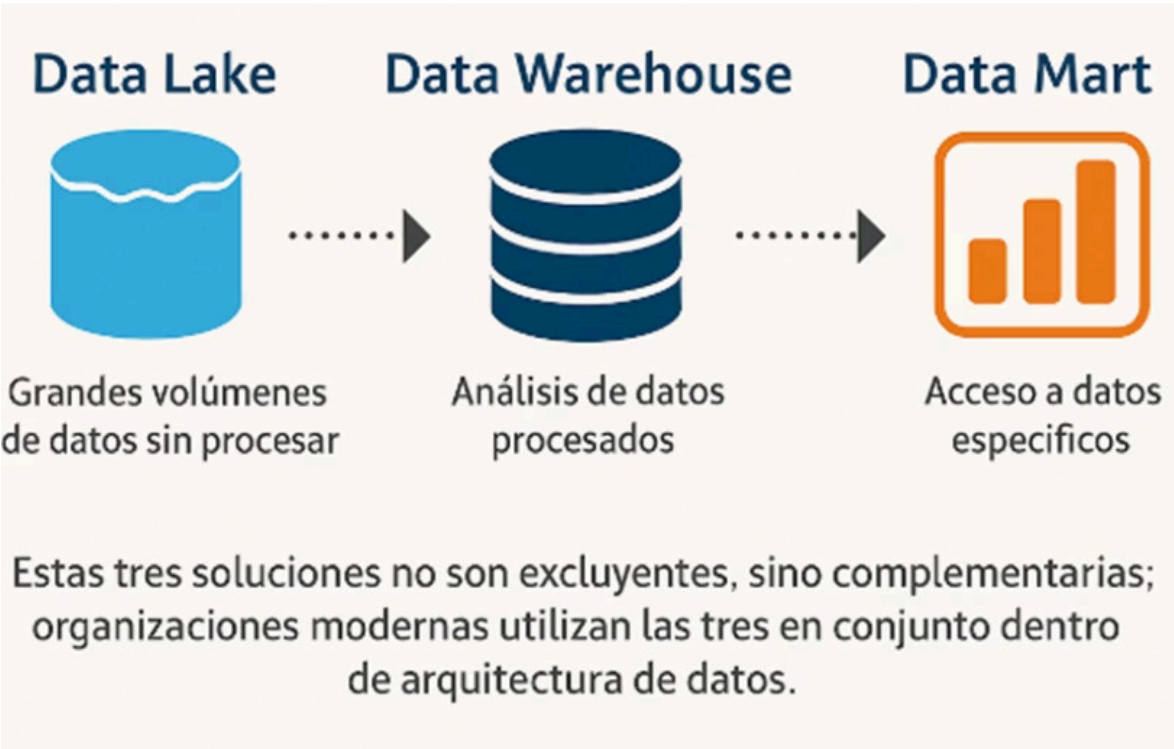 Data Lake
Data Warehouse
Data Mart
Grandes volúmenes
de datos sin procesar
Análisis de datos
procesados
Acceso a datos
especificos
Estas tres soluciones no son excluyentes, sino complementarias;
organizaciones modernas utilizan las tres en conjunto dentro
de arquitectura de datos.